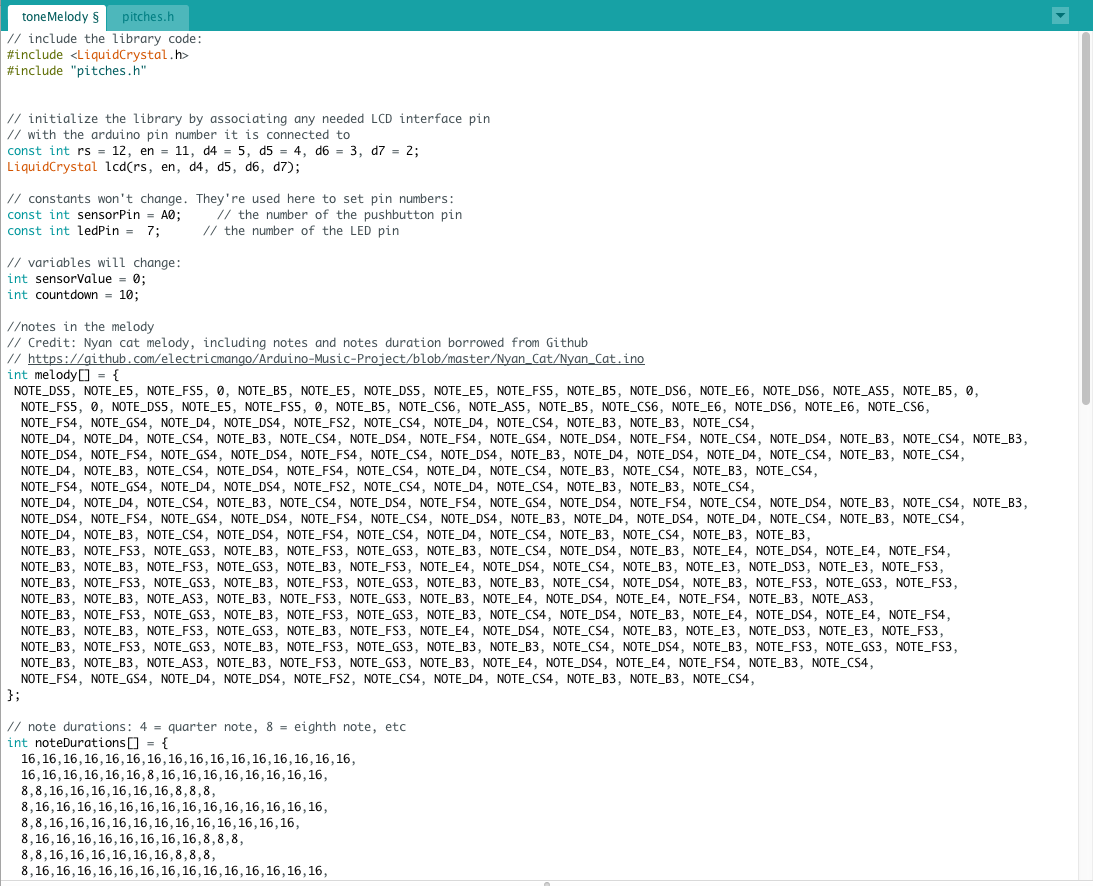 toneMelody § pitches.h
// include the library code:
#include <LiquidCrystal.h>
#include "pitches.h"
// initialize the library by associating any needed LCD interface pin
// with the arduino pin number it is connected to
const int rs = 12, en = 11, d4 = 5, d5 = 4, d6 = 3, d7 = 2;
LiquidCrystal lcd(rs, en, d4, d5, d6, d7);
// constants won't change. They're used here to set pin numbers:
const int sensorPin = A0;     // the number of the pushbutton pin
const int ledPin =  7;      // the number of the LED pin
// variables will change:
int sensorValue = 0;
int countdown = 10;
//notes in the melody
// Credit: Nyan cat melody, including notes and notes duration borrowed from Github
// https://github.com/electricmango/Arduino-Music-Project/blob/master/Nyan_Cat/Nyan_Cat.ino
int melody[] = {
NOTE_DS5, NOTE_E5, NOTE_FS5, 0, NOTE_B5, NOTE_E5, NOTE_DS5, NOTE_E5, NOTE_FS5, NOTE_B5, NOTE_DS6, NOTE_E6, NOTE_DS6, NOTE_AS5, NOTE_B5, 0,
NOTE_FS5, 0, NOTE_DS5, NOTE_E5, NOTE_FS5, 0, NOTE_B5, NOTE_CS6, NOTE_AS5, NOTE_B5, NOTE_CS6, NOTE_E6, NOTE_DS6, NOTE_E6, NOTE_CS6,
NOTE_FS4, NOTE_GS4, NOTE_D4, NOTE_DS4, NOTE_FS2, NOTE_CS4, NOTE_D4, NOTE_CS4, NOTE_B3, NOTE_B3, NOTE_CS4,
NOTE_D4, NOTE_D4, NOTE_CS4, NOTE_B3, NOTE_CS4, NOTE_DS4, NOTE_FS4, NOTE_GS4, NOTE_DS4, NOTE_FS4, NOTE_CS4, NOTE_DS4, NOTE_B3, NOTE_CS4, NOTE_B3,
NOTE_DS4, NOTE_FS4, NOTE_GS4, NOTE_DS4, NOTE_FS4, NOTE_CS4, NOTE_DS4, NOTE_B3, NOTE_D4, NOTE_DS4, NOTE_D4, NOTE_CS4, NOTE_B3, NOTE_CS4,
NOTE_D4, NOTE_B3, NOTE_CS4, NOTE_DS4, NOTE_FS4, NOTE_CS4, NOTE_D4, NOTE_CS4, NOTE_B3, NOTE_CS4, NOTE_B3, NOTE_CS4,
NOTE_FS4, NOTE_GS4, NOTE_D4, NOTE_DS4, NOTE_FS2, NOTE_CS4, NOTE_D4, NOTE_CS4, NOTE_B3, NOTE_B3, NOTE_CS4,
NOTE_D4, NOTE_D4, NOTE_CS4, NOTE_B3, NOTE_CS4, NOTE_DS4, NOTE_FS4, NOTE_GS4, NOTE_DS4, NOTE_FS4, NOTE_CS4, NOTE_DS4, NOTE_B3, NOTE_CS4, NOTE_B3,
NOTE_DS4, NOTE_FS4, NOTE_GS4, NOTE_DS4, NOTE_FS4, NOTE_CS4, NOTE_DS4, NOTE_B3, NOTE_D4, NOTE_DS4, NOTE_D4, NOTE_CS4, NOTE_B3, NOTE_CS4,
NOTE_D4, NOTE_B3, NOTE_CS4, NOTE_DS4, NOTE_FS4, NOTE_CS4, NOTE_D4, NOTE_CS4, NOTE_B3, NOTE_CS4, NOTE_B3, NOTE_B3,
NOTE_B3, NOTE_FS3, NOTE_GS3, NOTE_B3, NOTE_FS3, NOTE_GS3, NOTE_B3, NOTE_CS4, NOTE_DS4, NOTE_B3, NOTE_E4, NOTE_DS4, NOTE_E4, NOTE_FS4,
NOTE_B3, NOTE_B3, NOTE_FS3, NOTE_GS3, NOTE_B3, NOTE_FS3, NOTE_E4, NOTE_DS4, NOTE_CS4, NOTE_B3, NOTE_E3, NOTE_DS3, NOTE_E3, NOTE_FS3,
NOTE_B3, NOTE_FS3, NOTE_GS3, NOTE_B3, NOTE_FS3, NOTE_GS3, NOTE_B3, NOTE_B3, NOTE_CS4, NOTE_DS4, NOTE_B3, NOTE_FS3, NOTE_GS3, NOTE_FS3,
NOTE_B3, NOTE_B3, NOTE_AS3, NOTE_B3, NOTE_FS3, NOTE_GS3, NOTE_B3, NOTE_E4, NOTE_DS4, NOTE_E4, NOTE_FS4, NOTE_B3, NOTE_AS3,
NOTE_B3, NOTE_FS3, NOTE_GS3, NOTE_B3, NOTE_FS3, NOTE_GS3, NOTE_B3, NOTE_CS4, NOTE_DS4, NOTE_B3, NOTE_E4, NOTE_DS4, NOTE_E4, NOTE_FS4,
NOTE_B3, NOTE_B3, NOTE_FS3, NOTE_GS3, NOTE_B3, NOTE_FS3, NOTE_E4, NOTE_DS4, NOTE_CS4, NOTE_B3, NOTE_E3, NOTE_DS3, NOTE_E3, NOTE_FS3,
NOTE_B3, NOTE_FS3, NOTE_GS3, NOTE_B3, NOTE_FS3, NOTE_GS3, NOTE_B3, NOTE_B3, NOTE_CS4, NOTE_DS4, NOTE_B3, NOTE_FS3, NOTE_GS3, NOTE_FS3,
NOTE_B3, NOTE_B3, NOTE_AS3, NOTE_B3, NOTE_FS3, NOTE_GS3, NOTE_B3, NOTE_E4, NOTE_DS4, NOTE_E4, NOTE_FS4, NOTE_B3, NOTE_CS4,
NOTE_FS4, NOTE_GS4, NOTE_D4, NOTE_DS4, NOTE_FS2, NOTE_CS4, NOTE_D4, NOTE_CS4, NOTE_B3, NOTE_B3, NOTE_CS4,
};
// note durations: 4 = quarter note, 8 = eighth note, etc
int noteDurations[] = {
16,16,16,16,16,16,16,16,16,16,16,16,16,16,16,16,
16,16,16,16,16,16,8,16,16,16,16,16,16,16,16,
8,8,16,16,16,16,16,16,8,8,8,
8,16,16,16,16,16,16,16,16,16,16,16,16,16,16,
8,8,16,16,16,16,16,16,16,16,16,16,16,16,
8,16,16,16,16,16,16,16,16,8,8,8,
8,8,16,16,16,16,16,16,8,8,8,
8,16,16,16,16,16,16,16,16,16,16,16,16,16,16,